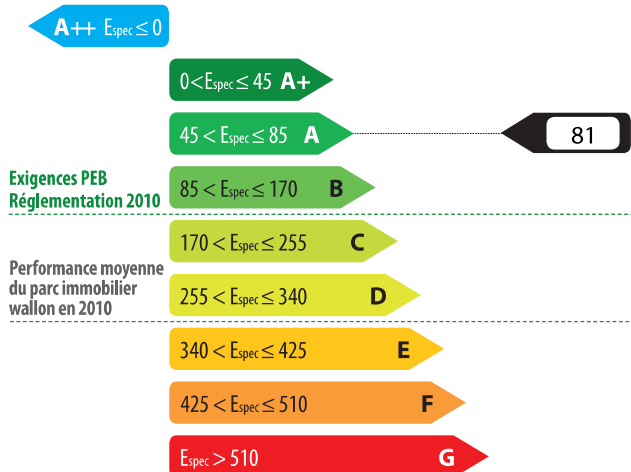 A++ Espec ≤ 0
0 < Espec ≤ 45 A+
45 < Espec ≤ 85 A
81
85 < Espec ≤ 170 B
Exigences PEB
Réglementation 2010
170 < Espec ≤ 255 C
Performance moyenne
du parc immobilier
wallon en 2010
255 < Espec ≤ 340 D
340 < Espec ≤ 425 E
425 < Espec ≤ 510 F
Espec > 510 G